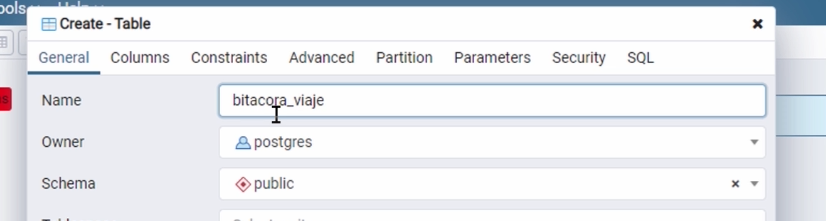 Create - Table
General Columns Constraints Advanced Partition Parameters Security SQL
Name bitacora_viaje
Owner postgres
Schema public